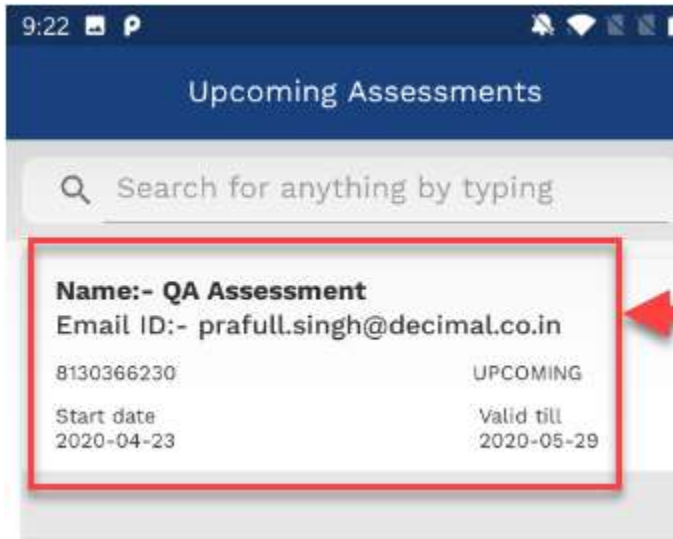 9:22
Upcoming Assessments
Search for anything by typing
Name:- QA Assessment
Email ID:- prafull.singh@decimal.co.in
8130366230 UPCOMING
Start date Valid till
2020-04-23 2020-05-29